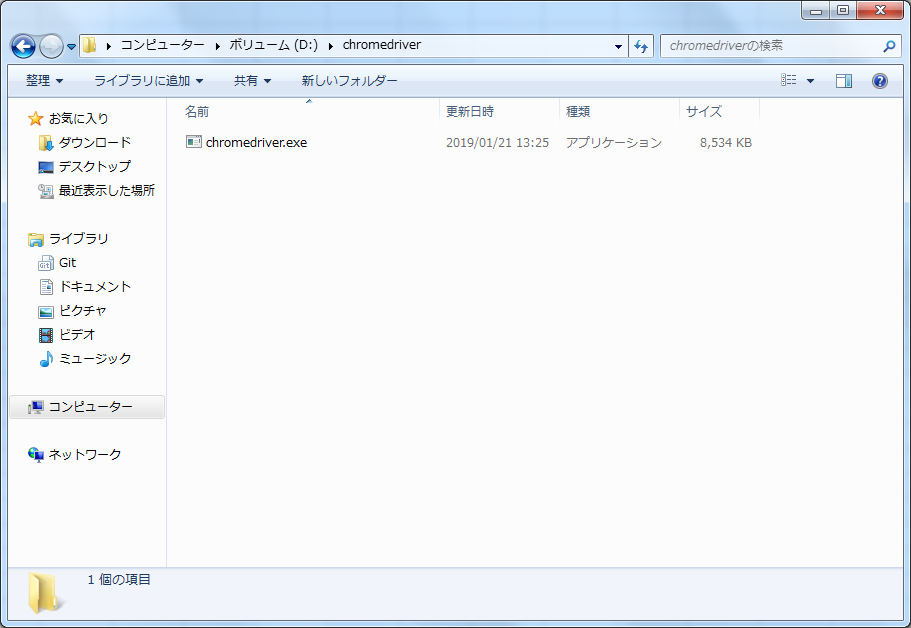 コンピューター ▸ ボリューム (D:) ▸ chromedriver
chromedriverの検索
整理 ライブラリに追加 共有 新しいフォルダー
名前 更新日時 種類 サイズ
chromedriver.exe 2019/01/21 13:25 アプリケーション 8,534 KB
お気に入り
ダウンロード
デスクトップ
最近表示した場所
ライブラリ
Git
ドキュメント
ピクチャ
ビデオ
ミュージック
コンピューター
ネットワーク
1 個の項目